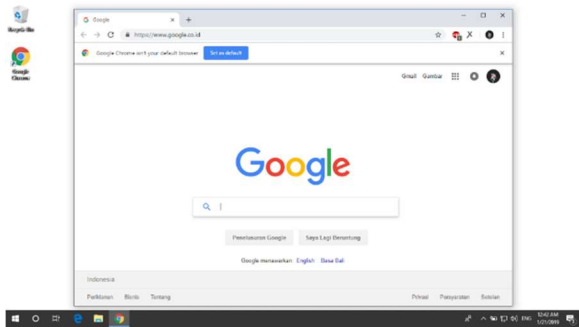 Recycle Bin
Google
Chrome
Google
https://www.google.co.id
Google Chrome isn't your default browser
Set as default
Gmail Gambar
Google
Penelusuran Google
Saya Lagi Beruntung
Google menawarkan English Basa Bali
Indonesia
Periklanan Bisnis Tentang
Privasi Persyaratan Setelan
ENG
12:42 AM
1/21/2019